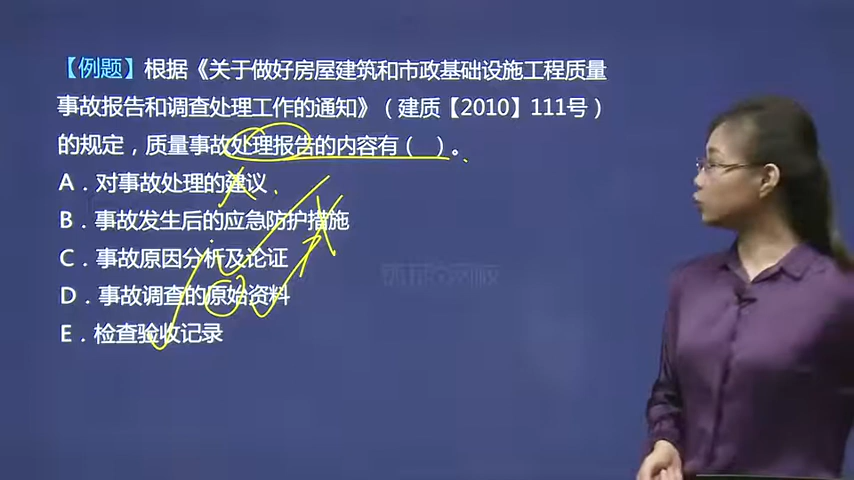 【例题】根据《关于做好房屋建筑和市政基础设施工程质量
事故报告和调查处理工作的通知》（建质【2010】111号）
的规定，质量事故处理报告的内容有（ ）。
A．对事故处理的建议
B．事故发生后的应急防护措施
C．事故原因分析及论证
D．事故调查的原始资料
E．检查验收记录